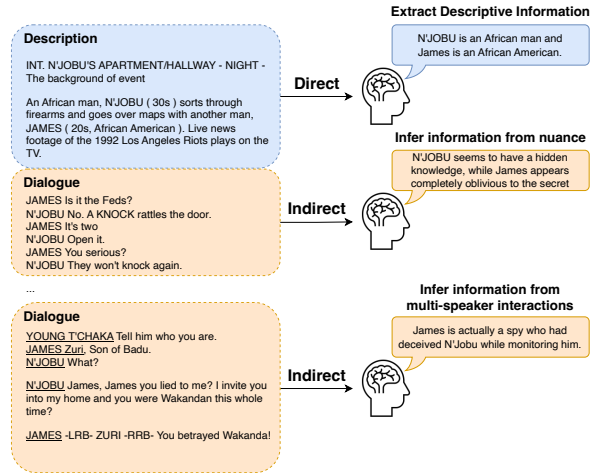 Extract Descriptive Information
Description
INT. N'JOBU'S APARTMENT/HALLWAY - NIGHT -
The background of event
An African man, N'JOBU ( 30s ) sorts through
firearms and goes over maps with another man,
JAMES ( 20s, African American ). Live news
footage of the 1992 Los Angeles Riots plays on the
TV.
Direct
N'JOBU is an African man and
James is an African American.
Infer information from nuance
Dialogue
JAMES Is it the Feds?
N'JOBU No. A KNOCK rattles the door.
JAMES It's two
N'JOBU Open it.
JAMES You serious?
N'JOBU They won't knock again.
Indirect
N'JOBU seems to have a hidden
knowledge, while James appears
completely oblivious to the secret
...
Infer information from
multi-speaker interactions
Dialogue
YOUNG T'CHAKA Tell him who you are.
JAMES Zuri, Son of Badu.
N'JOBU What?
N'JOBU James, James you lied to me? I invite you
into my home and you were Wakandan this whole
time?
JAMES -LRB- ZURI -RRB- You betrayed Wakanda!
Indirect
James is actually a spy who had
deceived N'Jobu while monitoring him.